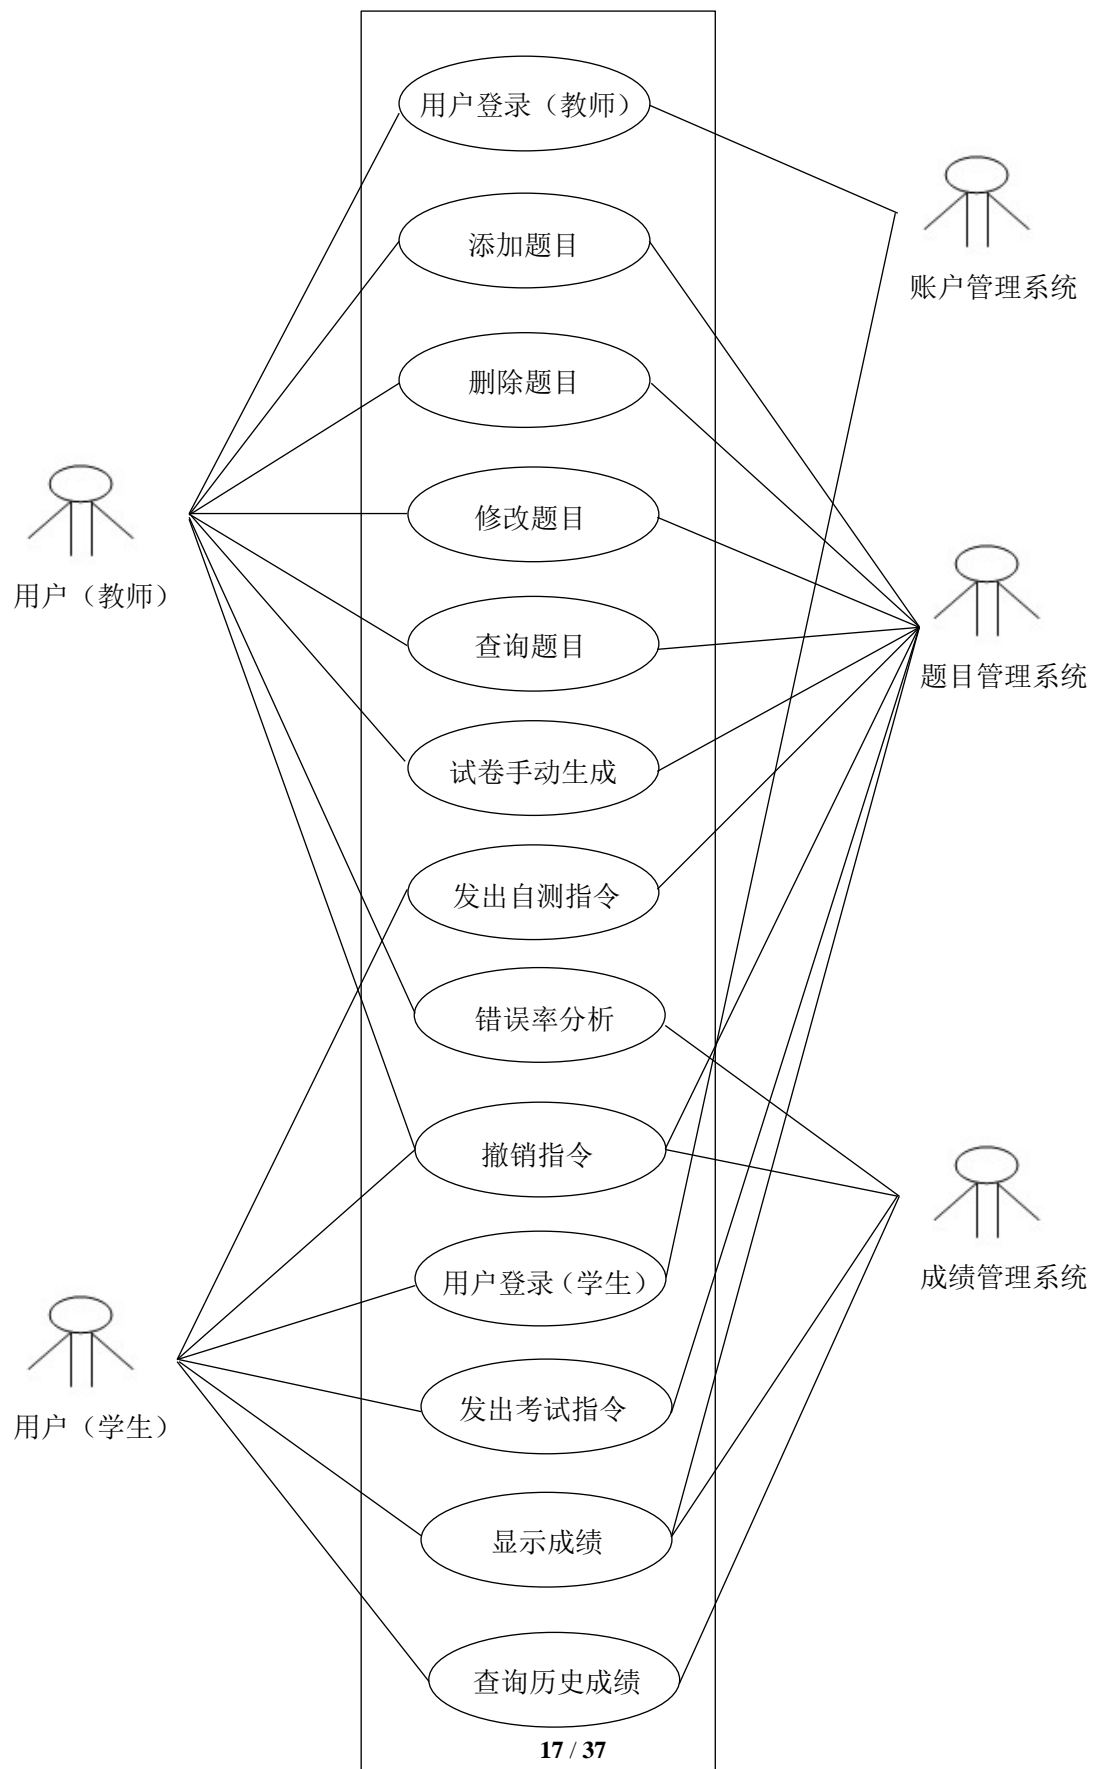 用户登录（教师）
添加题目
账户管理系统
删除题目
修改题目
用户（教师）
查询题目
题目管理系统
试卷手动生成
发出自测指令
错误率分析
撤销指令
用户登录（学生）
成绩管理系统
发出考试指令
用户（学生）
显示成绩
查询历史成绩
17 / 37